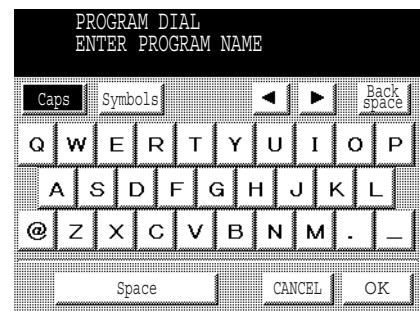 PROGRAM DIAL
ENTER PROGRAM NAME
Caps Symbols ◄ ► Back space
Q W E R T Y U I O P
A S D F G H J K L
@ Z X C V B N M . _
Space CANCEL OK